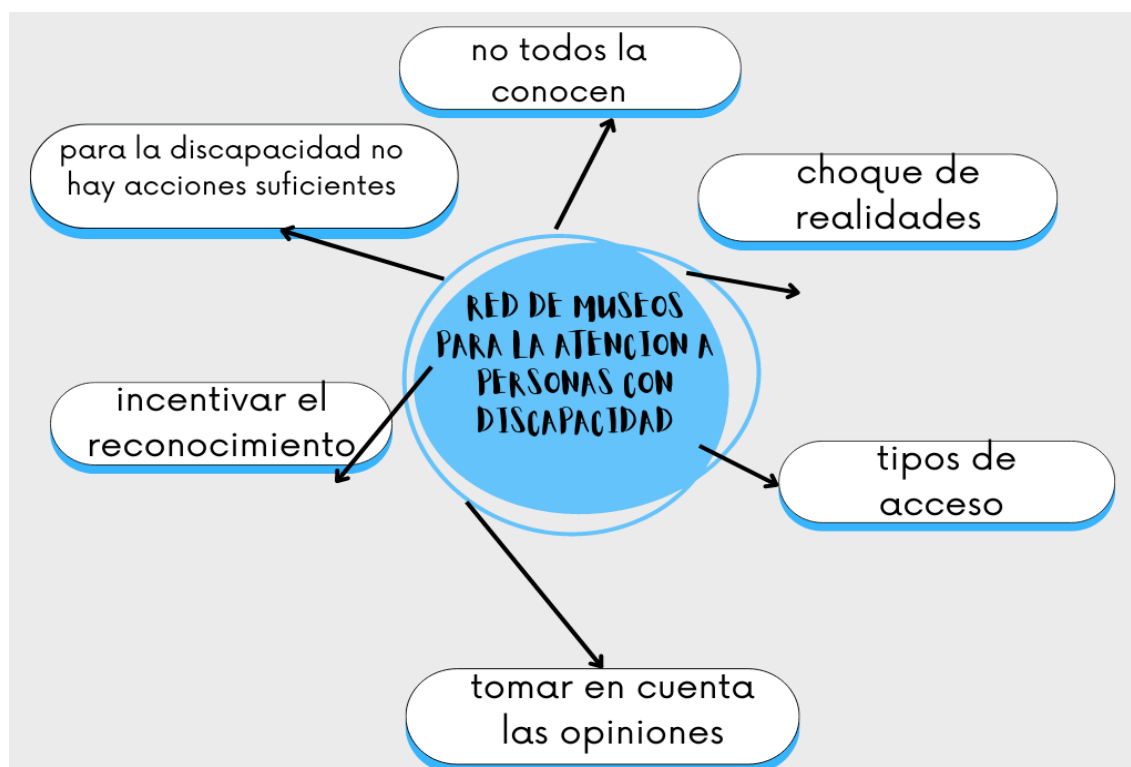 no todos la
conocen
para la discapacidad no
hay acciones suficientes
choque de
realidades
RED DE MUSEOS
PARA LA ATENCION A
PERSONAS CON
DISCAPACIDAD
incentivar el
reconocimiento
tipos de
acceso
tomar en cuenta
las opiniones